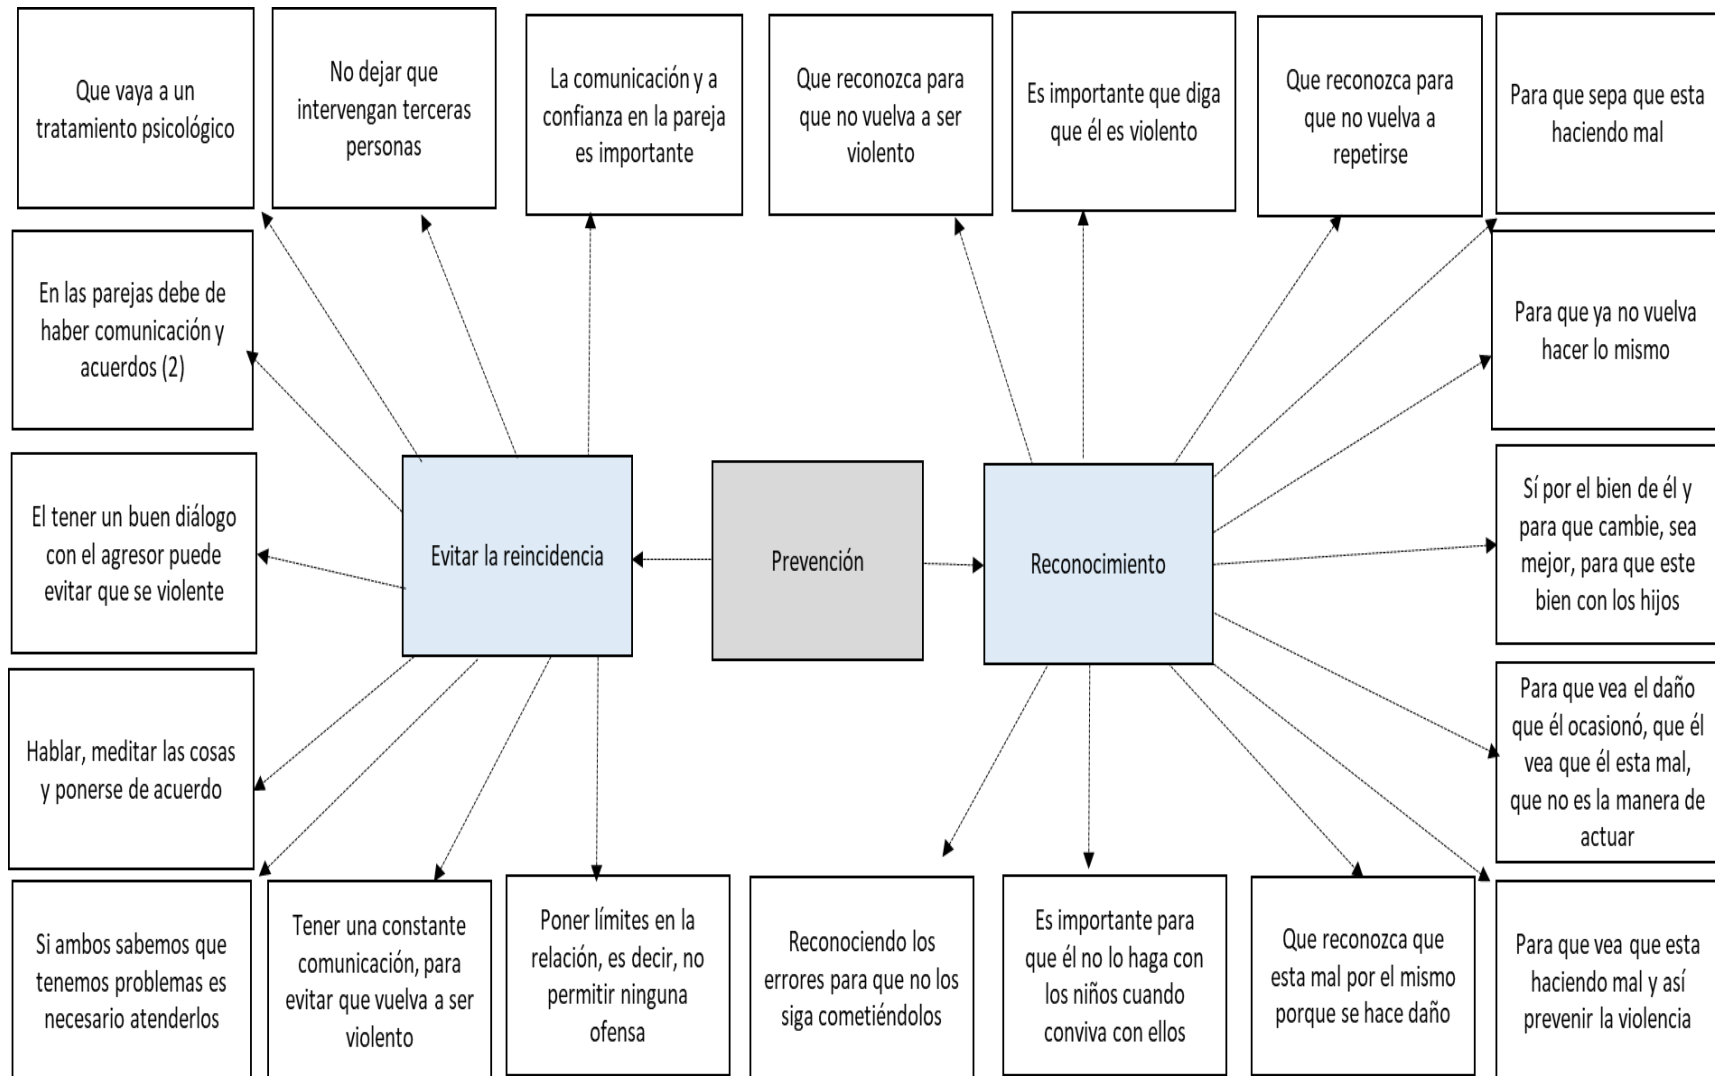 Que vaya a un
tratamiento psicológico
No dejar que
intervengan terceras
personas
La comunicación y a
confianza en la pareja
es importante
Que reconozca para
que no vuelva a ser
violento
Es importante que diga
que él es violento
Que reconozca para
que no vuelva a
repetirse
Para que sepa que esta
haciendo mal
En las parejas debe de
haber comunicación y
acuerdos (2)
Para que ya no vuelva
hacer lo mismo
El tener un buen diálogo
con el agresor puede
evitar que se violente
Evitar la reincidencia
Prevención
Reconocimiento
Sí por el bien de él y
para que cambie, sea
mejor, para que este
bien con los hijos
Hablar, meditar las cosas
y ponerse de acuerdo
Para que vea el daño
que él ocasionó, que él
vea que él esta mal,
que no es la manera de
actuar
Si ambos sabemos que
tenemos problemas es
necesario atenderlos
Tener una constante
comunicación, para
evitar que vuelva a ser
violento
Poner límites en la
relación, es decir, no
permitir ninguna
ofensa
Reconociendo los
errores para que no los
siga cometiéndolos
Es importante para
que él no lo haga con
los niños cuando
conviva con ellos
Que reconozca que
esta mal por el mismo
porque se hace daño
Para que vea que esta
haciendo mal y así
prevenir la violencia